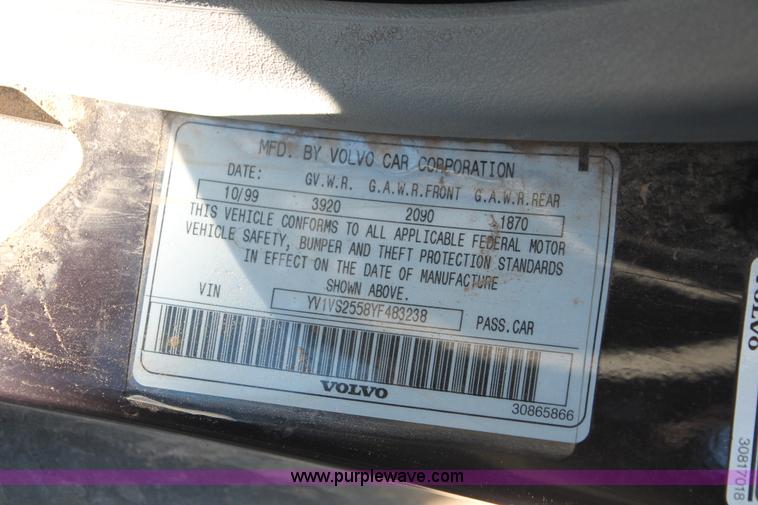 MFD. BY VOLVO CAR CORPORATION
DATE: GV.W.R. G.A.W.R.FRONT G.A.W.R.REAR
10/99 3920 2090 1870
THIS VEHICLE CONFORMS TO ALL APPLICABLE FEDERAL MOTOR
VEHICLE SAFETY, BUMPER AND THEFT PROTECTION STANDARDS
IN EFFECT ON THE DATE OF MANUFACTURE
SHOWN ABOVE.
VIN YV1VS2558YF483238 PASS.CAR
VOLVO
30865866
VOLVO
30817018
www.purplewave.com